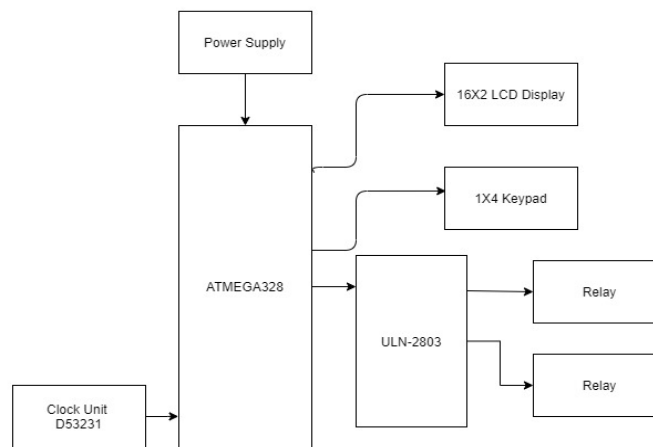 Power Supply
16X2 LCD Display
1X4 Keypad
ATMEGA328
Relay
ULN-2803
Relay
Clock Unit
D53231